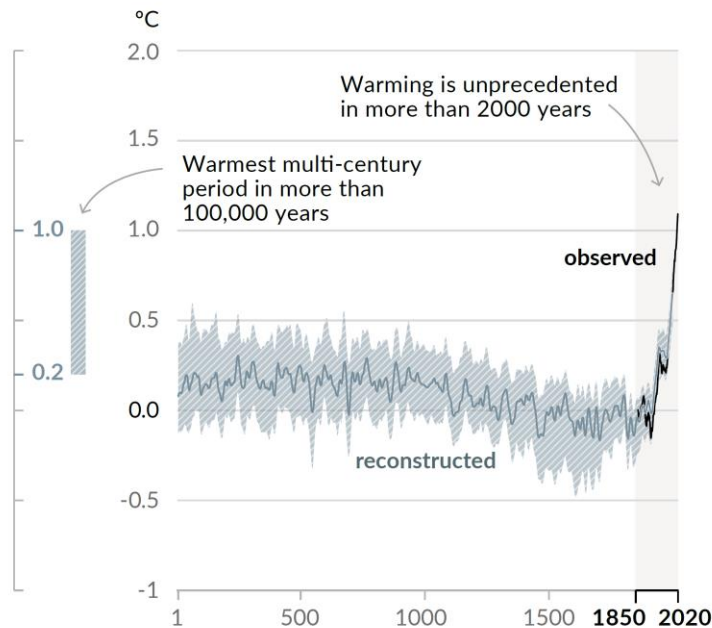 ºC
2.0
Warming is unprecedented
in more than 2000 years
1.5
Warmest multi-century
period in more than
100,000 years
1.0
1.0
observed
0.5
0.2
0.0
reconstructed
-0.5
-1
1
500
1000
1500
1850
2020